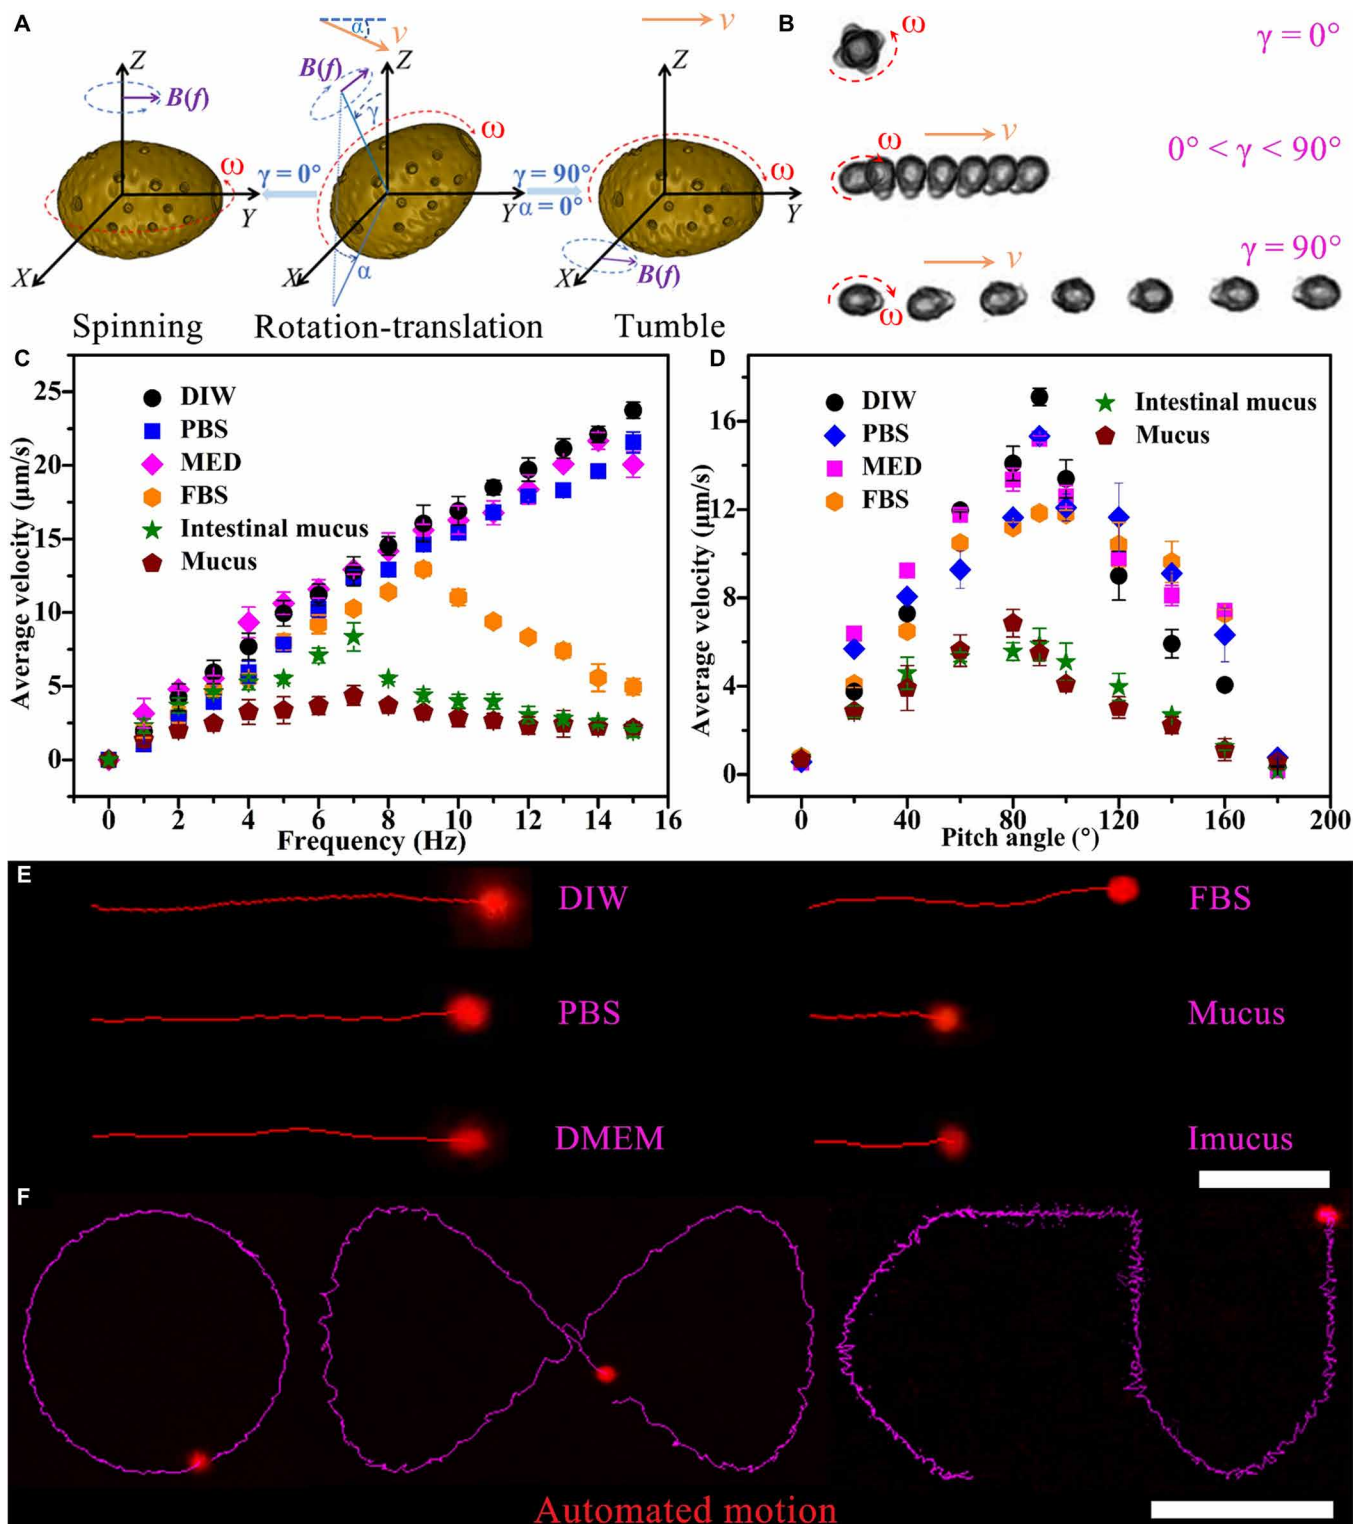 A
α
v
v
B
Z
B(f)
ω
Y
X
γ = 0°
B(f)
Z
γ
ω
Y
X
α
γ = 90°
α = 0°
Z
ω
Y
X
B(f)
Spinning
Rotation-translation
Tumble
ω
γ = 0°
ω
v
0° < γ < 90°
ω
v
γ = 90°
C
Average velocity (μm/s)
25
20
15
10
5
0
DIW
PBS
MED
FBS
Intestinal mucus
Mucus
0 2 4 6 8 10 12 14 16
Frequency (Hz)
D
Average velocity (μm/s)
16
12
8
4
0
DIW
PBS
MED
FBS
Intestinal mucus
Mucus
0 40 80 120 160 200
Pitch angle (°)
E
DIW
FBS
PBS
Mucus
DMEM
Imucus
F
Automated motion